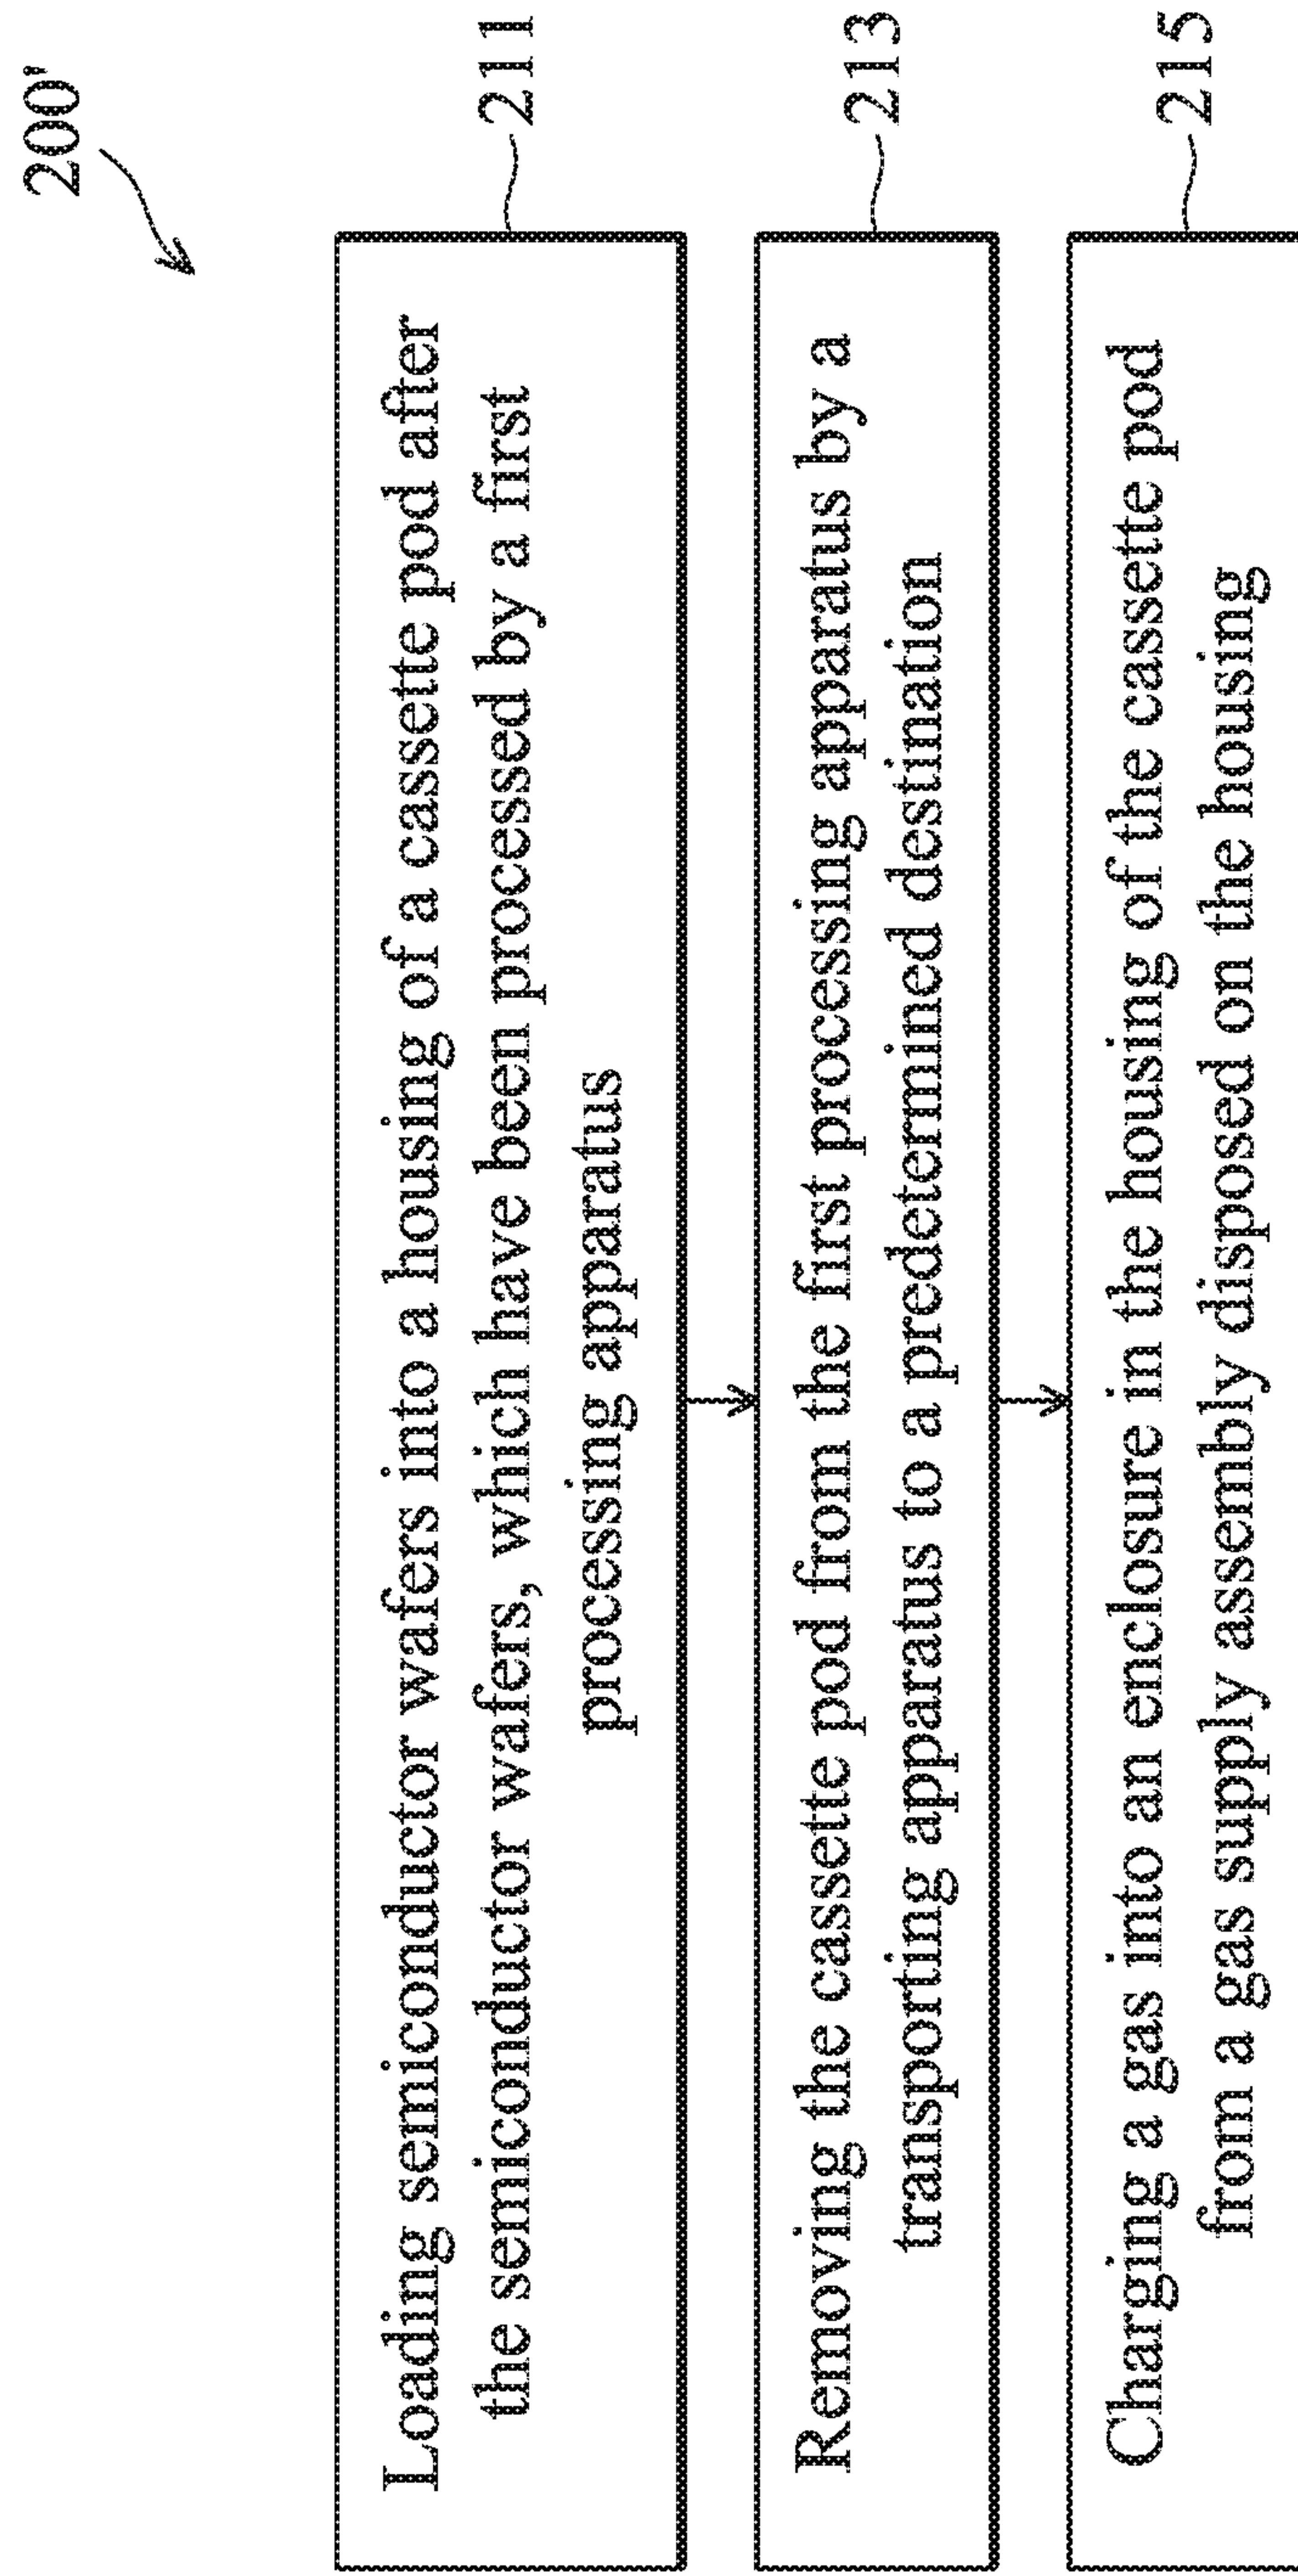 200'
Loading semiconductor wafers into a housing of a cassette pod after
the semiconductor wafers, which have been processed by a first
processing apparatus
211
Removing the cassette pod from the first processing apparatus by a
transporting apparatus to a predetermined destination
213
Charging a gas into an enclosure in the housing of the cassette pod
from a gas supply assembly disposed on the housing
215